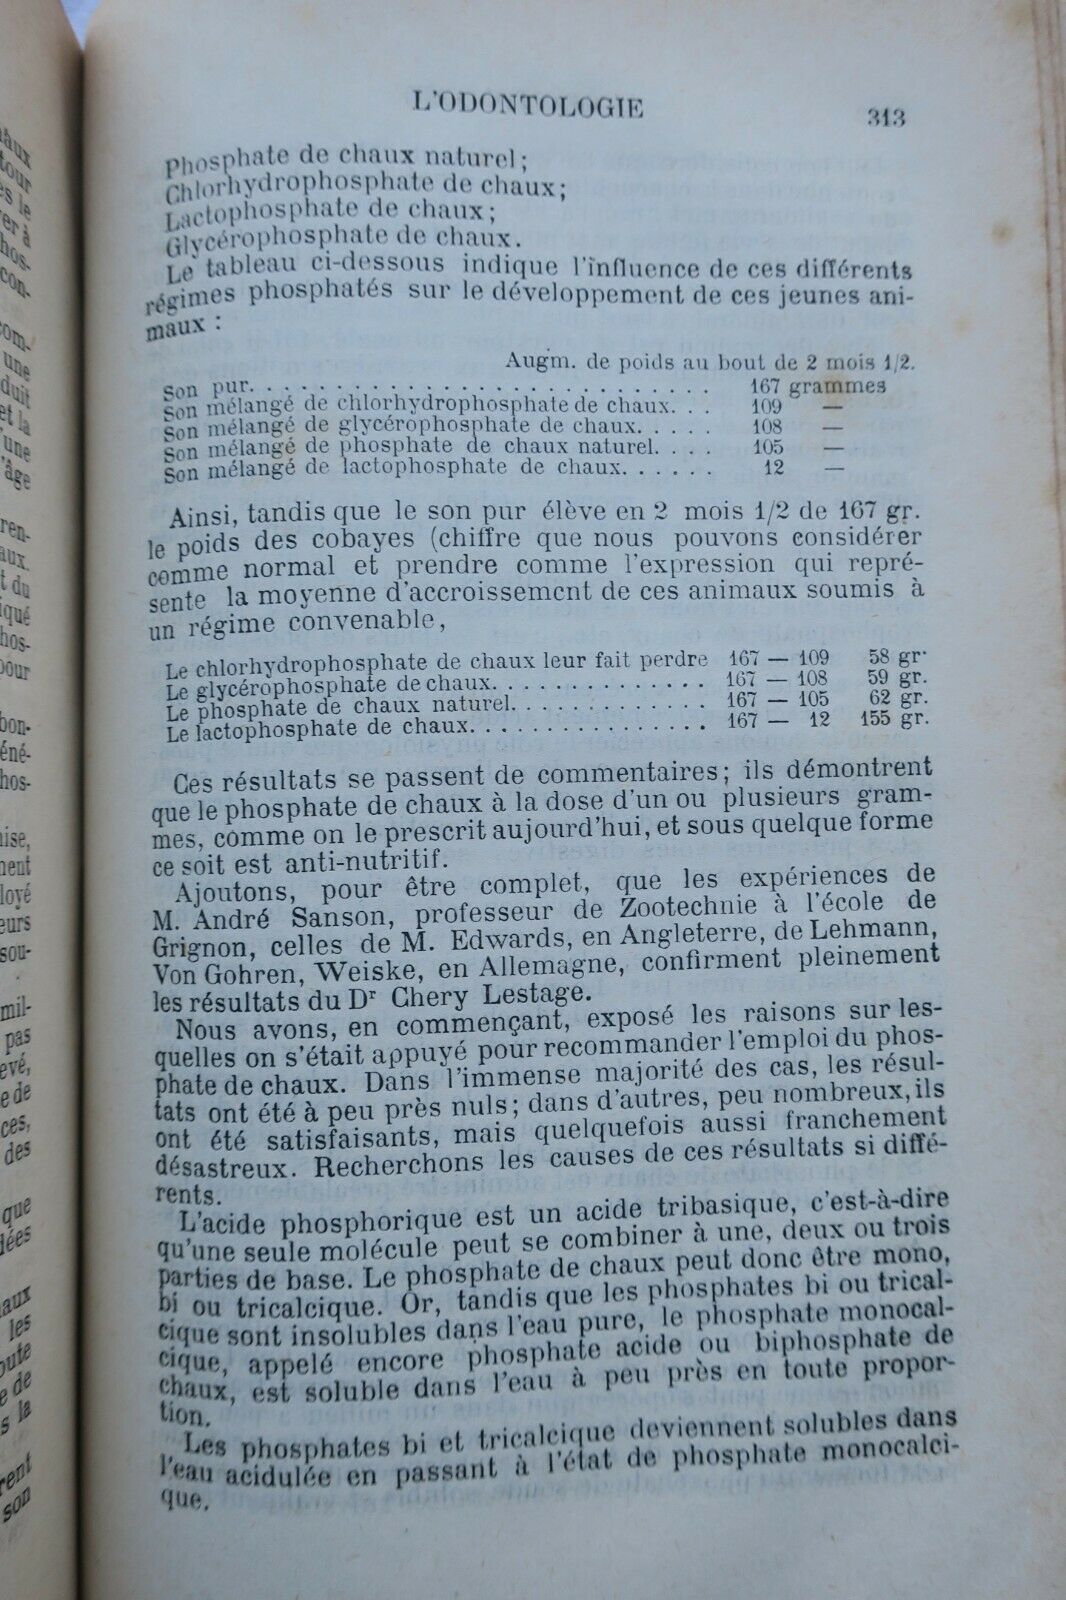 L'ODONTOLOGIE 313
Phosphate de chaux naturel;
Chlorhydrophosphate de chaux;
Lactophosphate de chaux;
Glycérophosphate de chaux.
Le tableau ci-dessous indique l'influence de ces différents
régimes phosphatés sur le développement de ces jeunes ani-
maux :
Augm. de poids au bout de 2 mois 1/2.
Son pur. . . . . . . . . . . . . . . . . . . . . . . . . . . 167 grammes
Son mélangé de chlorhydrophosphate de chaux. . . 109 —
Son mélangé de glycérophosphate de chaux. . . . . 108 —
Son mélangé de phosphate de chaux naturel. . . . 105 —
Son mélangé de lactophosphate de chaux. . . . . . 12 —
Ainsi, tandis que le son pur élève en 2 mois 1/2 de 167 gr.
le poids des cobayes (chiffre que nous pouvons considérer
comme normal et prendre comme l'expression qui repré-
sente la moyenne d'accroissement de ces animaux soumis à
un régime convenable,
Le chlorhydrophosphate de chaux leur fait perdre 167 — 109 58 gr.
Le glycérophosphate de chaux. . . . . . . . . . . . . . 167 — 108 59 gr.
Le phosphate de chaux naturel. . . . . . . . . . . . . 167 — 105 62 gr.
Le lactophosphate de chaux. . . . . . . . . . . . . . . 167 — 12 155 gr.
Ces résultats se passent de commentaires; ils démontrent
que le phosphate de chaux à la dose d'un ou plusieurs gram-
mes, comme on le prescrit aujourd'hui, et sous quelque forme
ce soit est anti-nutritif.
Ajoutons, pour être complet, que les expériences de
M. André Sanson, professeur de Zootechnie à l'école de
Grignon, celles de M. Edwards, en Angleterre, de Lehmann,
Von Gohren, Weiske, en Allemagne, confirment pleinement
les résultats du Dr Chery Lestage.
Nous avons, en commençant, exposé les raisons sur les-
quelles on s'était appuyé pour recommander l'emploi du phos-
phate de chaux. Dans l'immense majorité des cas, les résul-
tats ont été à peu près nuls; dans d'autres, peu nombreux, ils
ont été satisfaisants, mais quelquefois aussi franchement
désastreux. Recherchons les causes de ces résultats si diffé-
rents.
L'acide phosphorique est un acide tribasique, c'est-à-dire
qu'une seule molécule peut se combiner à une, deux ou trois
parties de base. Le phosphate de chaux peut donc être mono,
bi ou tricalcique. Or, tandis que les phosphates bi ou trical-
cique sont insolubles dans l'eau pure, le phosphate monocal-
cique, appelé encore phosphate acide ou biphosphate de
chaux, est soluble dans l'eau à peu près en toute propor-
tion.
Les phosphates bi et tricalcique deviennent solubles dans
l'eau acidulée en passant à l'état de phosphate monocalci-
que.